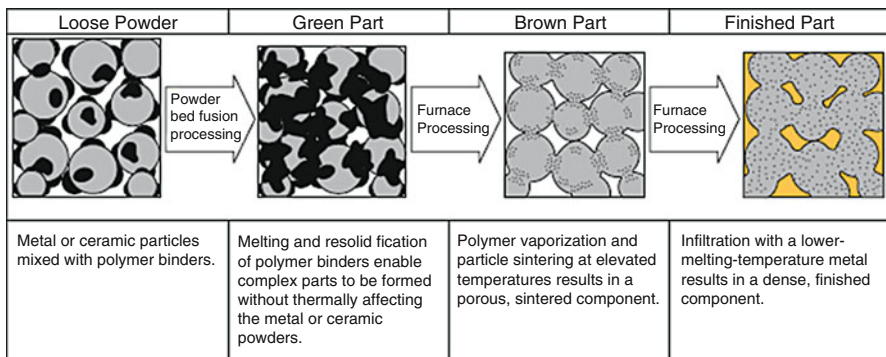 Loose Powder
Green Part
Brown Part
Finished Part
Powder
bed fusion
processing
Furnace
Processing
Furnace
Processing
Metal or ceramic particles
mixed with polymer binders.
Melting and resolid fication
of polymer binders enable
complex parts to be formed
without thermally affecting
the metal or ceramic
powders.
Polymer vaporization and
particle sintering at elevated
temperatures results in a
porous, sintered component.
Infiltration with a lower-
melting-temperature metal
results in a dense, finished
component.